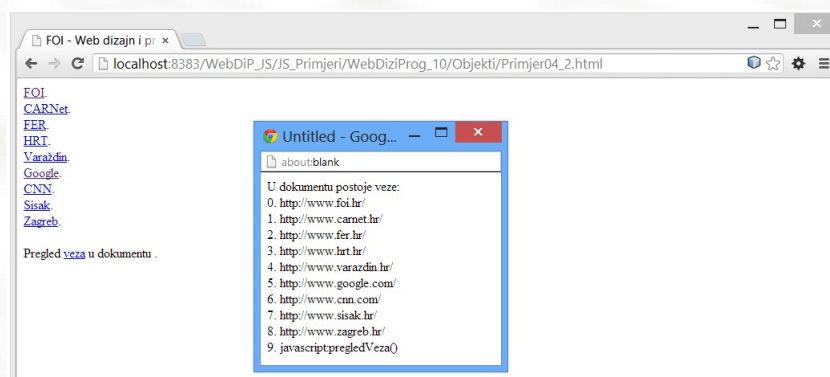 FOI - Web dizajn i pr
localhost:8383/WebDiP_JS/JS_Primjeri/WebDiziProg_10/Objekti/Primjer04_2.html
FOI.
CARNet.
FER.
HRT.
Varaždin.
Google.
CNN.
Sisak.
Zagreb.
Pregled veza u dokumentu .
Untitled - Goog...
about:blank
U dokumentu postoje veze:
0. http://www.foi.hr/
1. http://www.carnet.hr/
2. http://www.fer.hr/
3. http://www.hrt.hr/
4. http://www.varazdin.hr/
5. http://www.google.com/
6. http://www.cnn.com/
7. http://www.sisak.hr/
8. http://www.zagreb.hr/
9. javascript:pregledVeza()